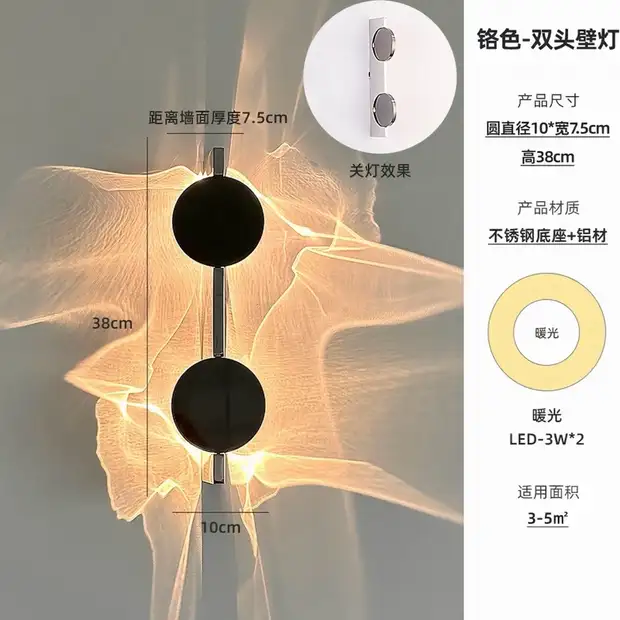 铬色-双头壁灯
产品尺寸
圆直径10*宽7.5cm
高38cm
产品材质
不锈钢底座+铝材
暖光
暖光
LED-3W*2
适用面积
3-5㎡
距离墙面厚度7.5cm
关灯效果
38cm
10cm